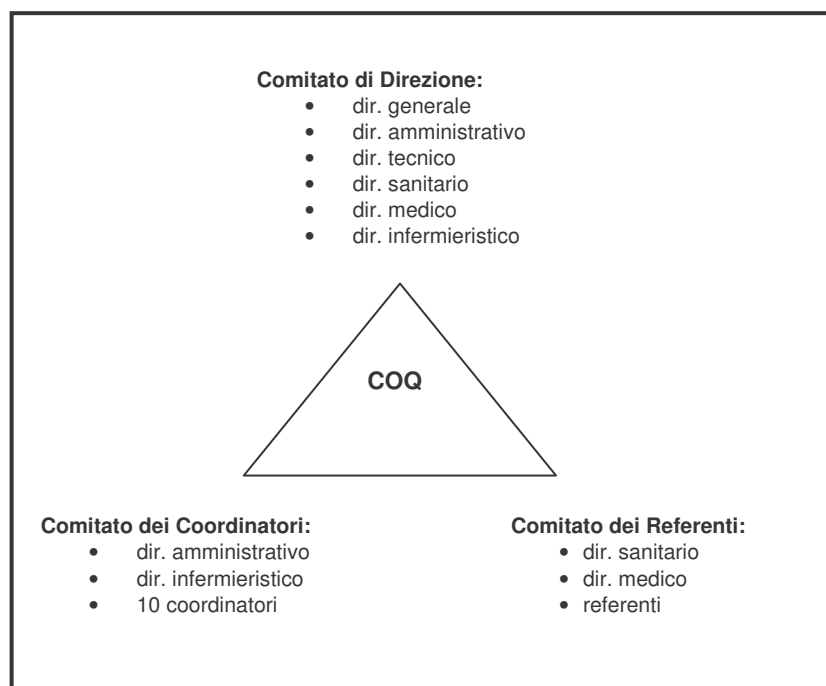 Comitato di Direzione:
• dir. generale
• dir. amministrativo
• dir. tecnico
• dir. sanitario
• dir. medico
• dir. infermieristico
COQ
Comitato dei Coordinatori:
• dir. amministrativo
• dir. infermieristico
• 10 coordinatori
Comitato dei Referenti:
• dir. sanitario
• dir. medico
• referenti